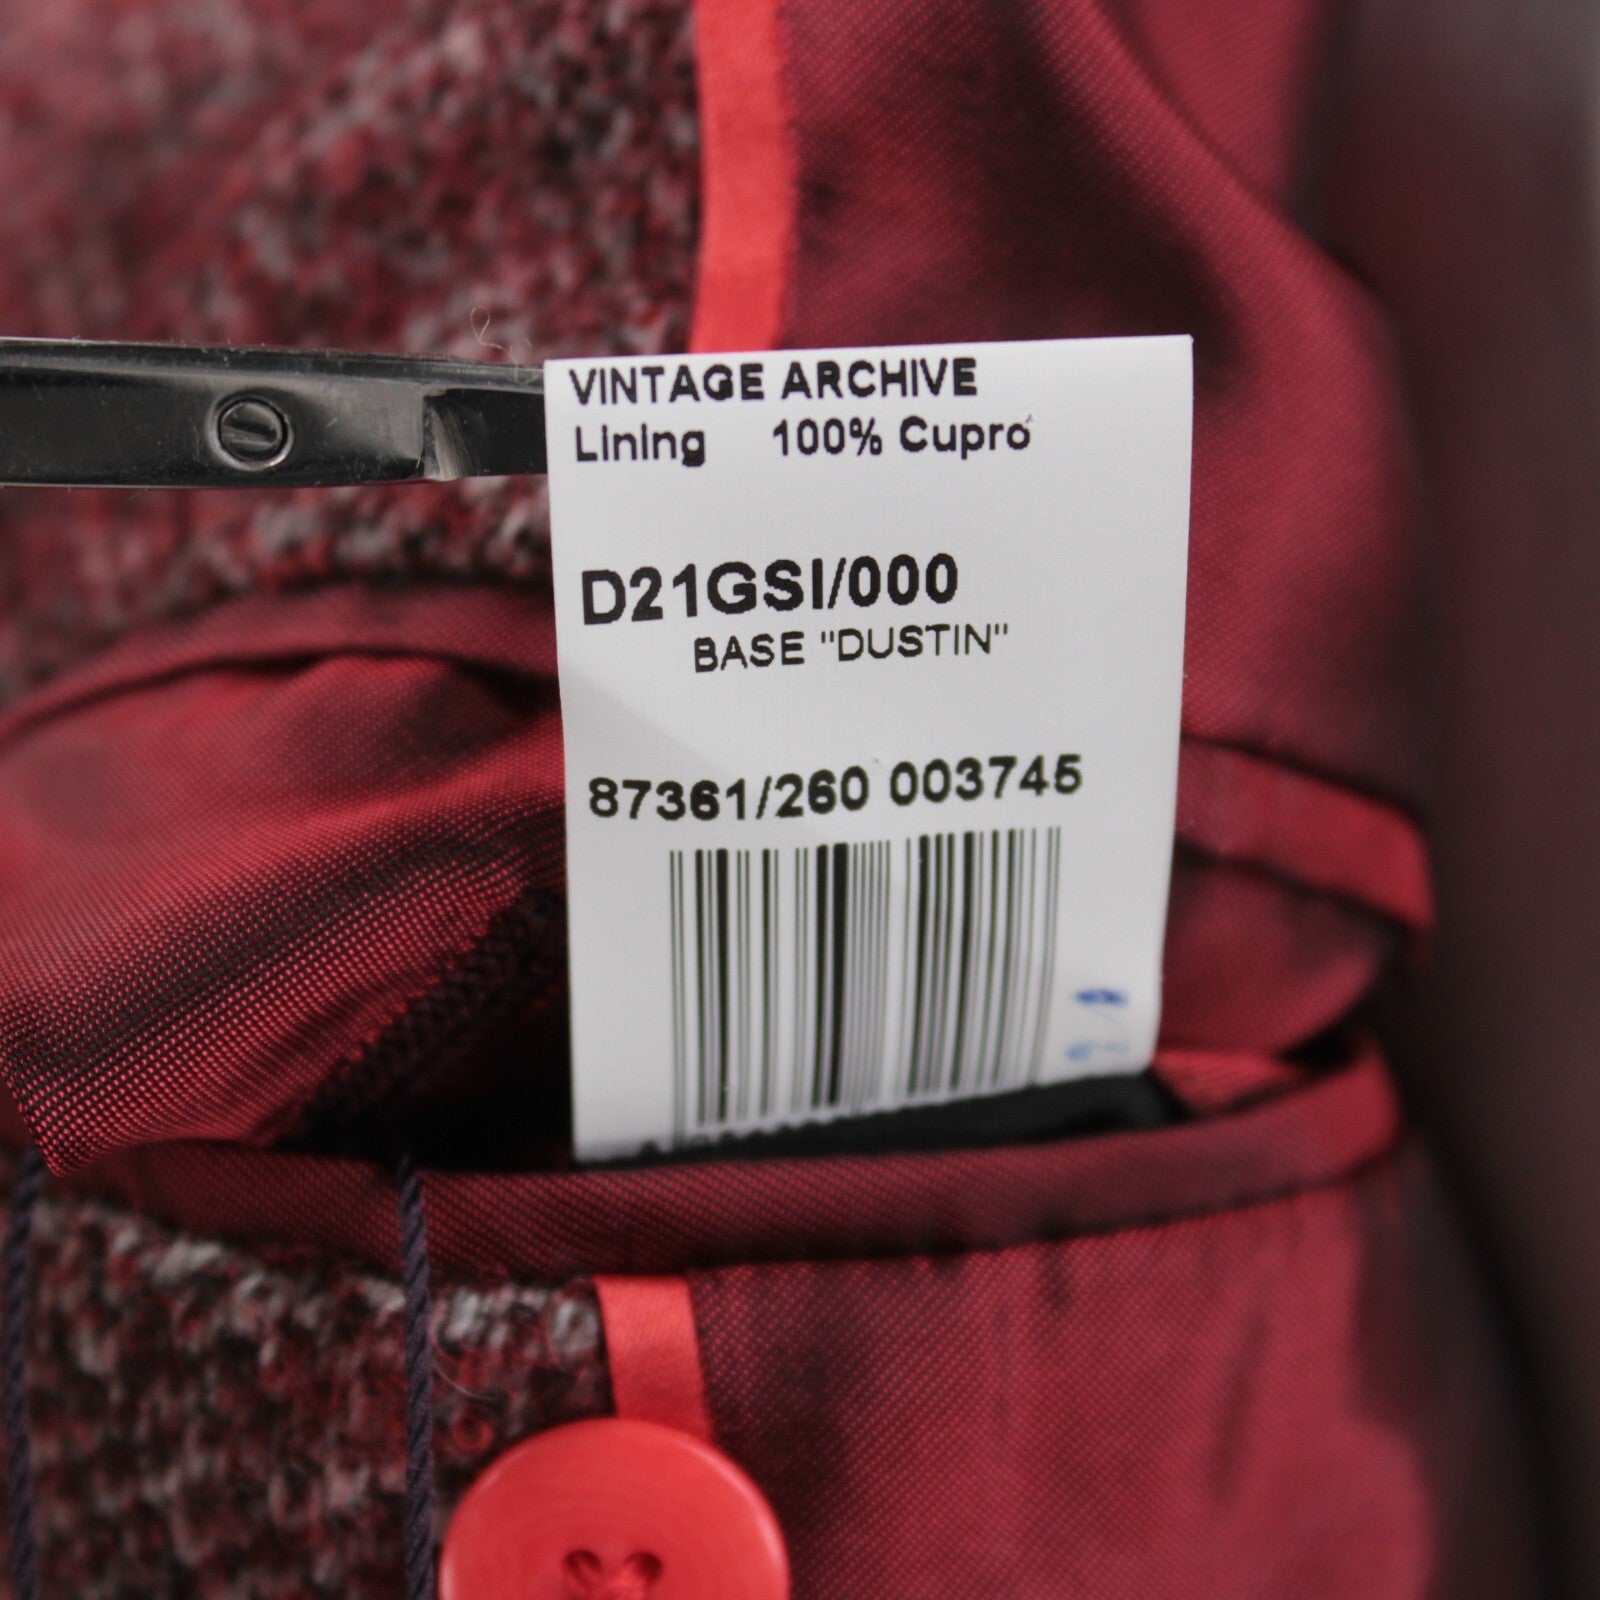 VINTAGE ARCHIVE
Lining 100% Cupro
D21GSI/000
BASE "DUSTIN"
87361/260 003745